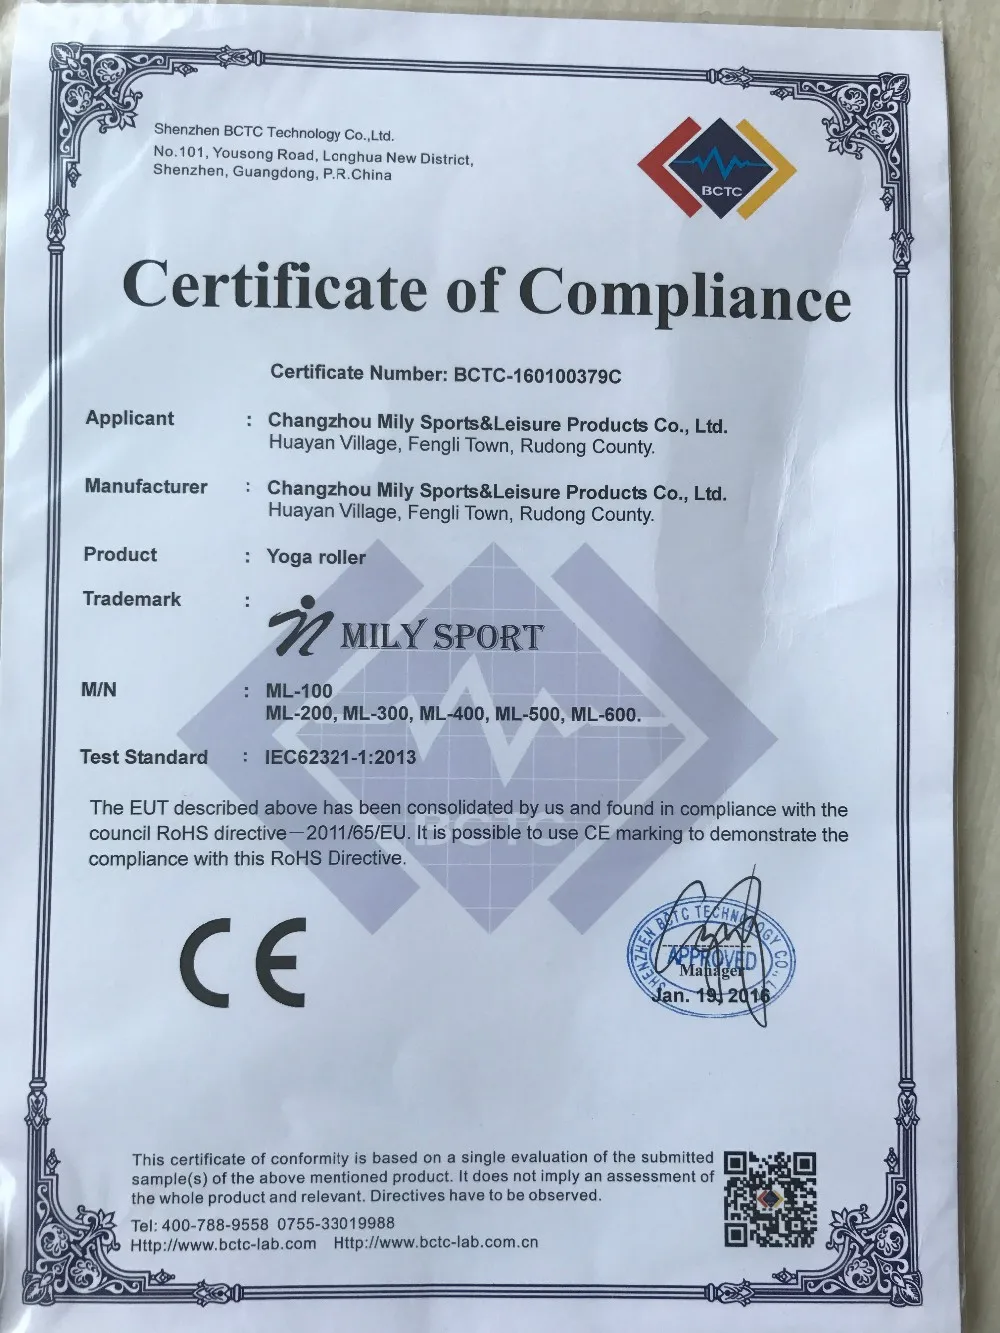 Shenzhen BCTC Technology Co.,Ltd.
No.101, Yousong Road, Longhua New District,
Shenzhen, Guangdong, P.R.China
BCTC
Certificate of Compliance
Certificate Number: BCTC-160100379C
Applicant : Changzhou Mily Sports&Leisure Products Co., Ltd.
Huayan Village, Fengli Town, Rudong County.
Manufacturer : Changzhou Mily Sports&Leisure Products Co., Ltd.
Huayan Village, Fengli Town, Rudong County.
Product : Yoga roller
Trademark :
MILY SPORT
M/N : ML-100
ML-200, ML-300, ML-400, ML-500, ML-600.
Test Standard : IEC62321-1:2013
The EUT described above has been consolidated by us and found in compliance with the
council RoHS directive—2011/65/EU. It is possible to use CE marking to demonstrate the
compliance with this RoHS Directive.
BCTC
CE
SHENZHEN BCTC TECHNOLOGY CO., L
APPROVED
Manager
Jan. 19, 2016
This certificate of conformity is based on a single evaluation of the submitted
sample(s) of the above mentioned product. It does not imply an assessment of
the whole product and relevant. Directives have to be observed.
Tel: 400-788-9558 0755-33019988
Http://www.bctc-lab.com Http://www.bctc-lab.com.cn